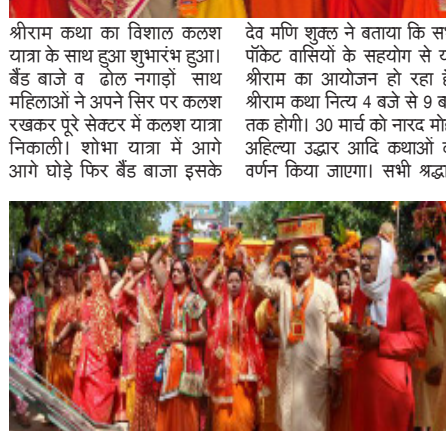 श्रीराम कथा का विशाल कलश
यात्रा के साथ हुआ शुभारंभ हुआ।
बैंड बाजे व ढोल नगाड़ों साथ
महिलाओं ने अपने सिर पर कलश
रखकर पूरे सेक्टर में कलश यात्रा
निकाली। शोभा यात्रा में आगे
आगे घोड़े फिर बैंड बाजा इसके
देव मणि शुक्ल ने बताया कि
पॉकेट वासियों के सहयोग से
श्रीराम का आयोजन हो रहा
श्रीराम कथा नित्य 4 बजे से 9
तक होगी। 30 मार्च को नारद
अहिल्या उद्धार आदि कथाओं
वर्णन किया जाएगा। सभी